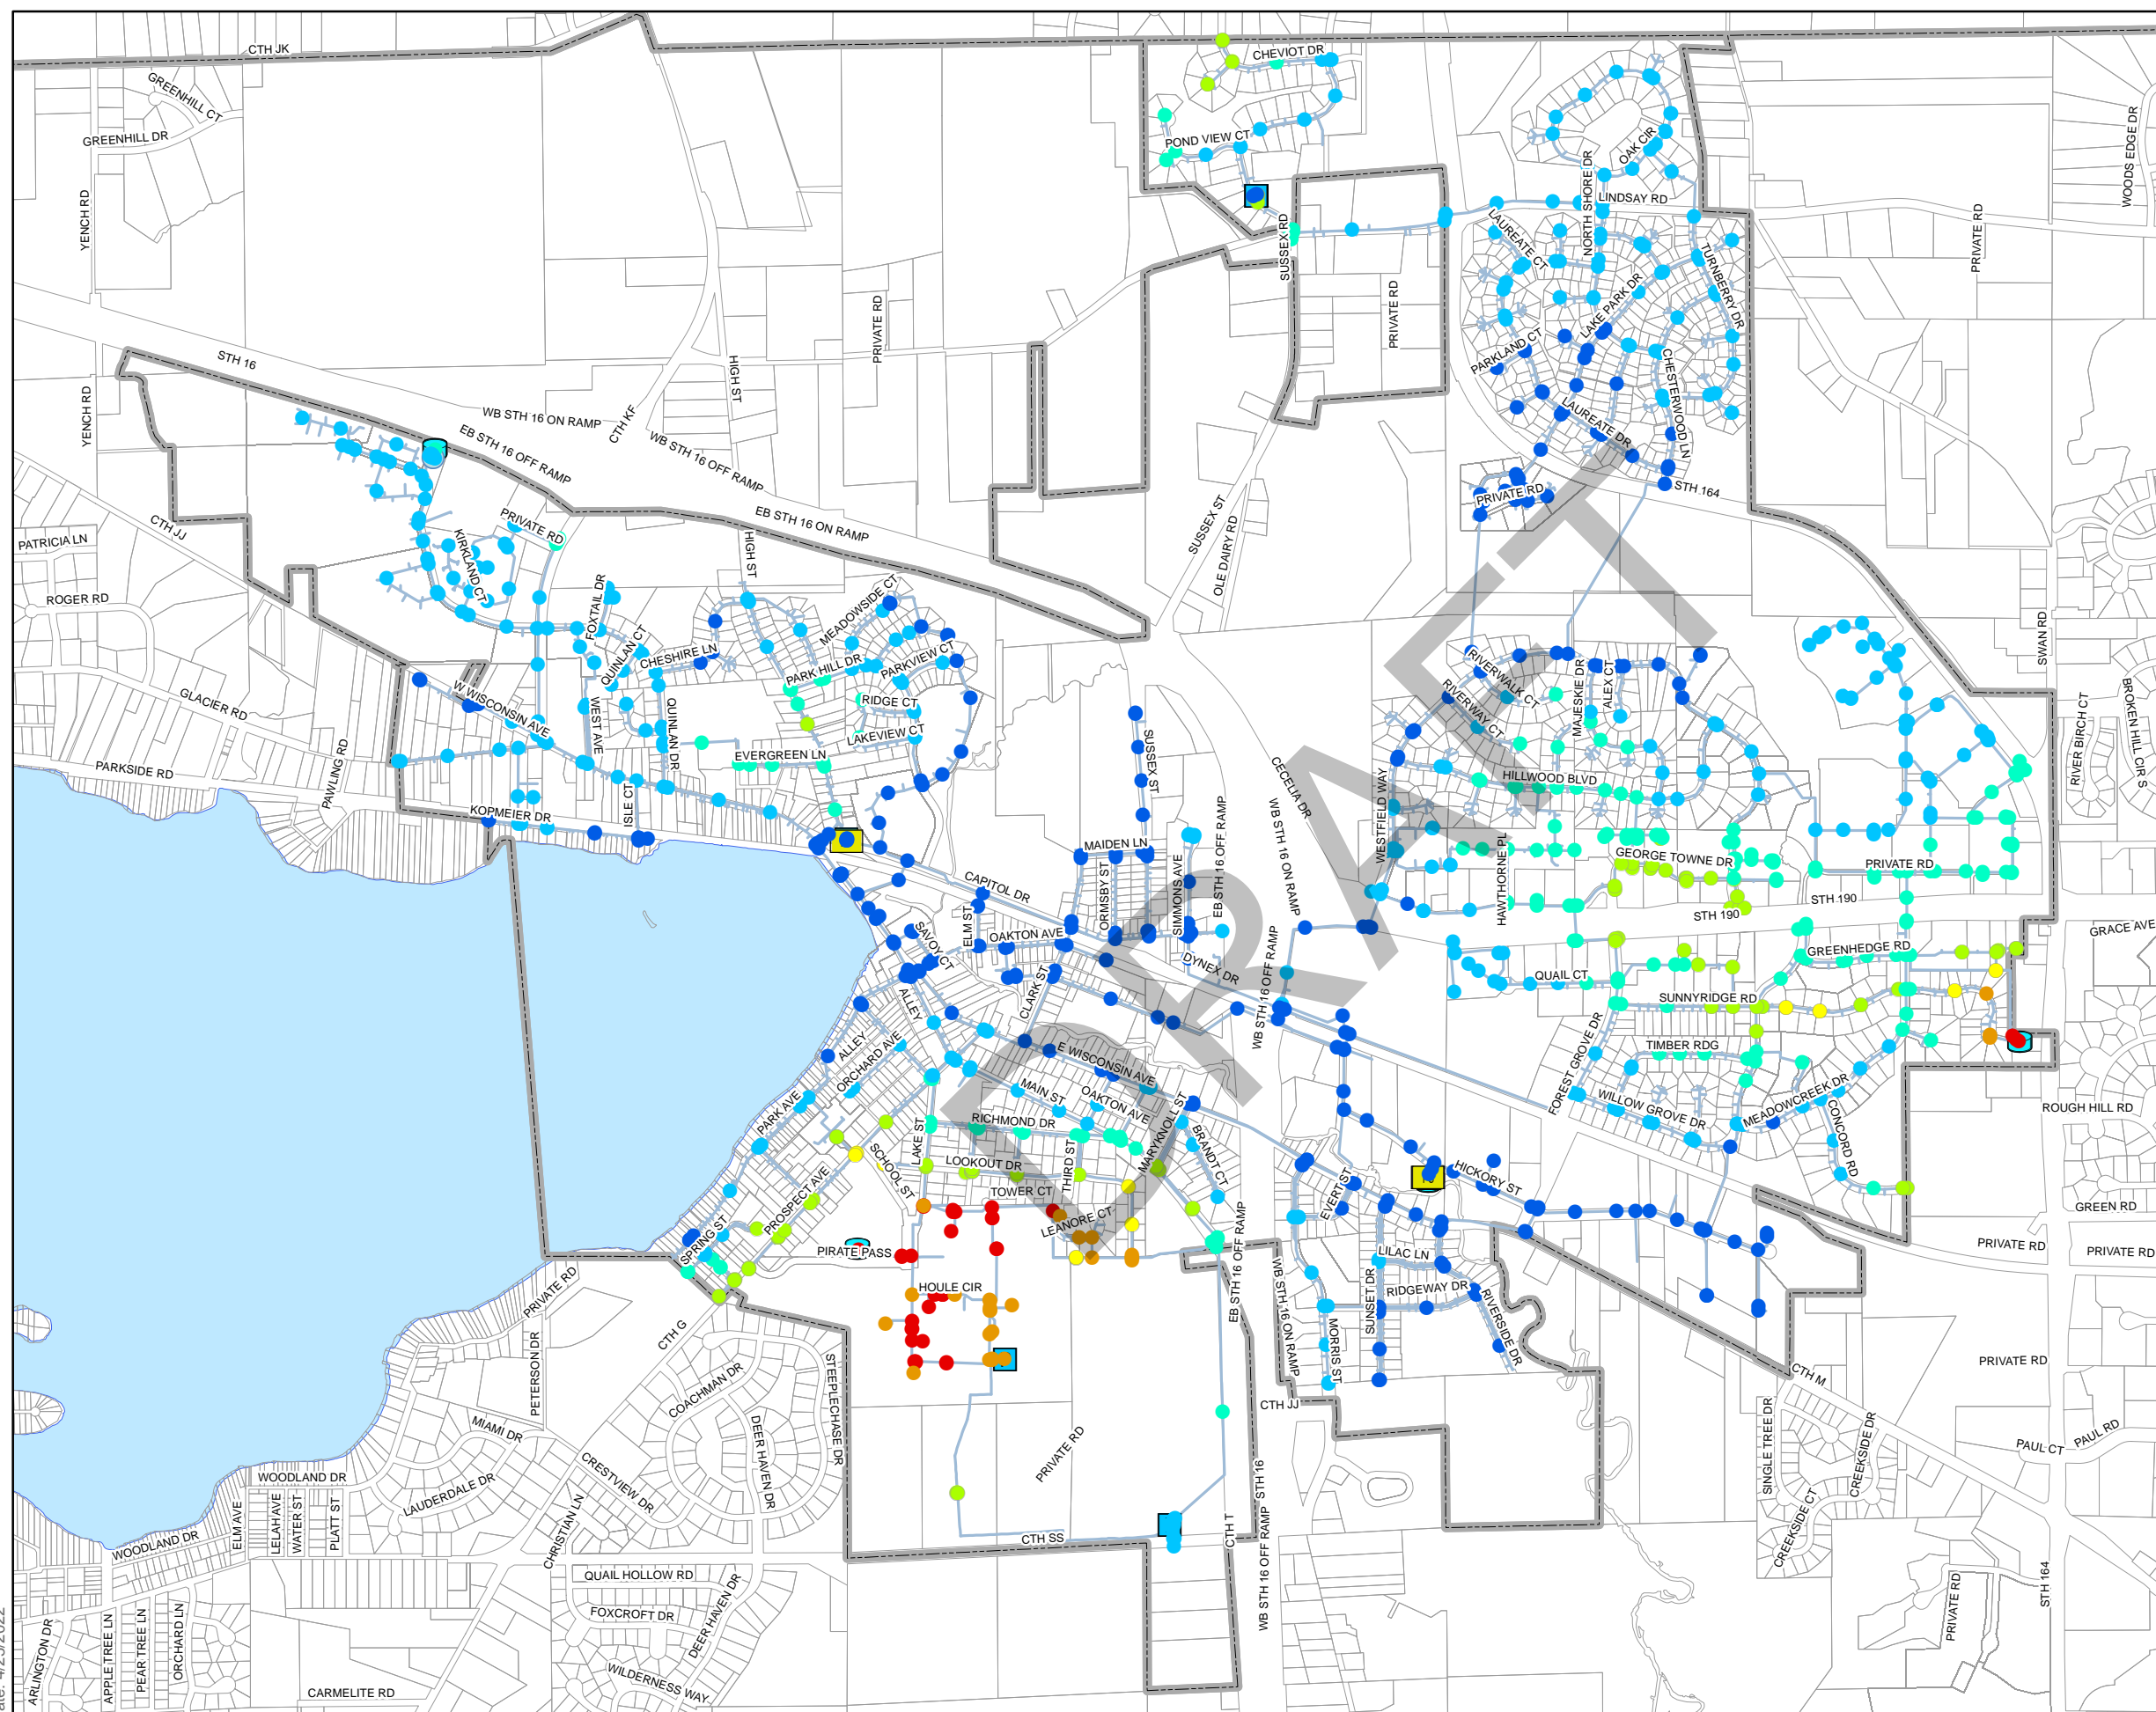 CTH JK
GREENHILL CT
GREENHILL DR
YENCH RD
CHEVIOT DR
POND VIEW CT
OAK CIR
LINDSAY RD
NORTH SHORE DR
WOODS EDGE DR
PRIVATE RD
SUSSEX RD
LAUREATE CT
TURNBERRY DR
LAKE PARK DR
PRIVATE RD
PRIVATE RD
STH 16
HIGH ST
PARKLAND CT
CHESTERWOOD LN
YENCH RD
WB STH 16 ON RAMP
CTH KF
LAUREATE DR
EB STH 16 OFF RAMP
WB STH 16 OFF RAMP
PRIVATE RD
STH 164
CTH JJ
PRIVATE RD
EB STH 16 ON RAMP
SUSSEX ST
OLE DAIRY RD
PATRICIA LN
KIRKLAND CT
HIGH ST
ROGER RD
FOXTAIL DR
MEADOWSIDE CT
SWAN RD
QUINLAN CT
CHESHIRE LN
PARK HILL DR
PARKVIEW CT
RIVERWALK CT
RIVERWAY CT
MAJESKIE DR
ALEX CT
GLACIER RD
W WISCONSIN AVE
WEST AVE
QUINLAN DR
RIDGE CT
LAKEVIEW CT
RIVER BIRCH CT
BROKEN HILL CIR S
EVERGREEN LN
SUSSEX ST
CECELIA DR
HILLWOOD BLVD
PARKSIDE RD
PAWLING RD
KOPMEIER DR
ISLE CT
WB STH 16 ON RAMP
WESTFIELD WAY
MAIDEN LN
EB STH 16 OFF RAMP
GEORGE TOWNE DR
PRIVATE RD
CAPITOL DR
ORMSBY ST
SIMMONS AVE
HAWTHORNE PL
STH 190
STH 190
SAVOY CT
ELM ST
OAKTON AVE
GRACE AVE
DYNEX DR
WB STH 16 OFF RAMP
GREENHEDGE RD
QUAIL CT
CLARK ST
ALLEY
SUNNYRIDGE RD
ALLEY
ORCHARD AVE
E WISCONSIN AVE
FOREST GROVE DR
TIMBER RDG
MAIN ST
OAKTON AVE
WILLOW GROVE DR
MEADOWCREEK DR
PARK AVE
RICHMOND DR
MARYKNOLL ST
BRANDT CT
CONCORD RD
ROUGH HILL RD
LAKE ST
SCHOOL ST
LOOKOUT DR
THIRD ST
HICKORY ST
PROSPECT AVE
TOWER CT
EVERT ST
GREEN RD
SPRING ST
LEANORE CT
PIRATE PASS
EB STH 16 OFF RAMP
LILAC LN
PRIVATE RD
PRIVATE RD
PRIVATE RD
HOULE CIR
WB STH 16 ON RAMP
SUNSET DR
RIDGEWAY DR
RIVERSIDE DR
CTH G
MORRIS ST
PETERSON DR
STEEPLECHASE DR
COACHMAN DR
PRIVATE RD
CTH M
CTH JJ
MIAMI DR
DEER HAVEN DR
PRIVATE RD
SINGLE TREE DR
CREEKSIDE DR
PAUL CT
PAUL RD
WOODLAND DR
LAUDERDALE DR
CRESTVIEW DR
STH 16
ELM AVE
LELAH AVE
WATER ST
PLATT ST
CHRISTIAN LN
CREEKSIDE CT
WOODLAND DR
CTH SS
CTH T
WB STH 16 OFF RAMP
QUAIL HOLLOW RD
STH 164
PRIVATE RD
FOXCROFT DR
DEER HAVEN DR
ARLINGTON DR
APPLE TREE LN
PEAR TREE LN
ORCHARD LN
WILDERNESS WAY
CARMELITE RD
DRAFT